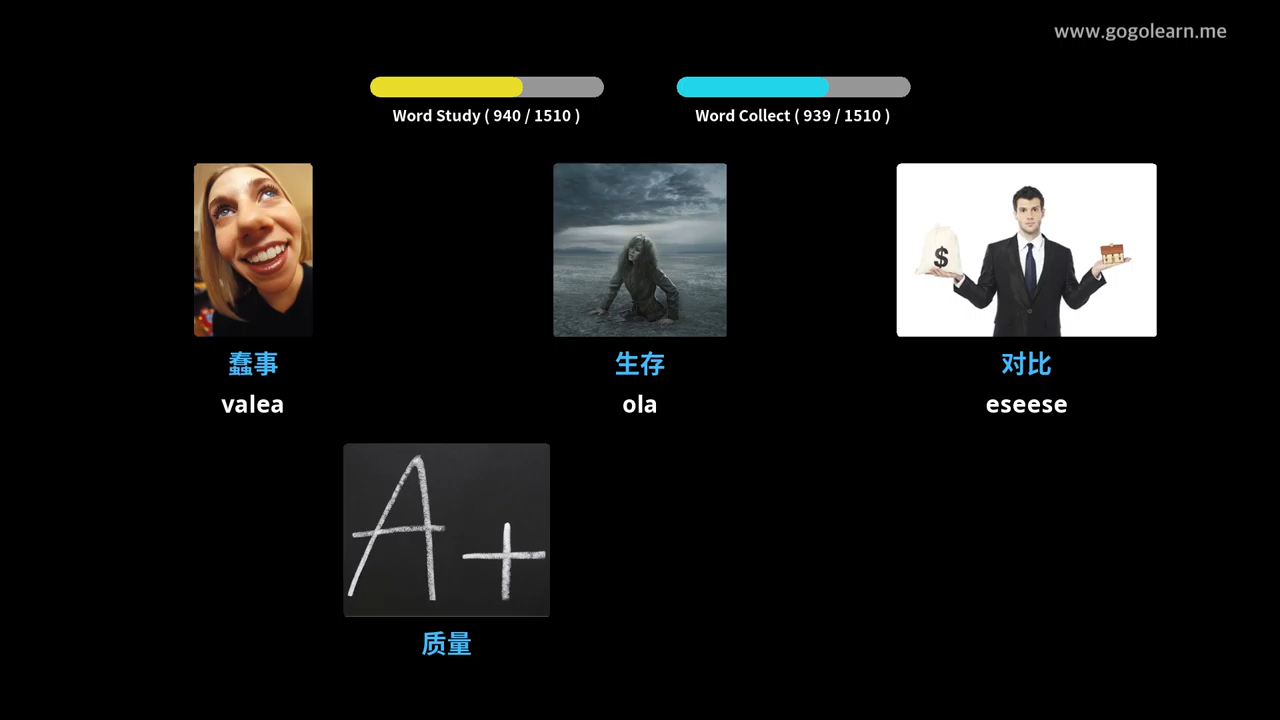 www.gogolearn.me
Word Study ( 940 / 1510 )
Word Collect ( 939 / 1510 )
$
蠢事
生存
对比
valea
ola
eseese
A+
质量